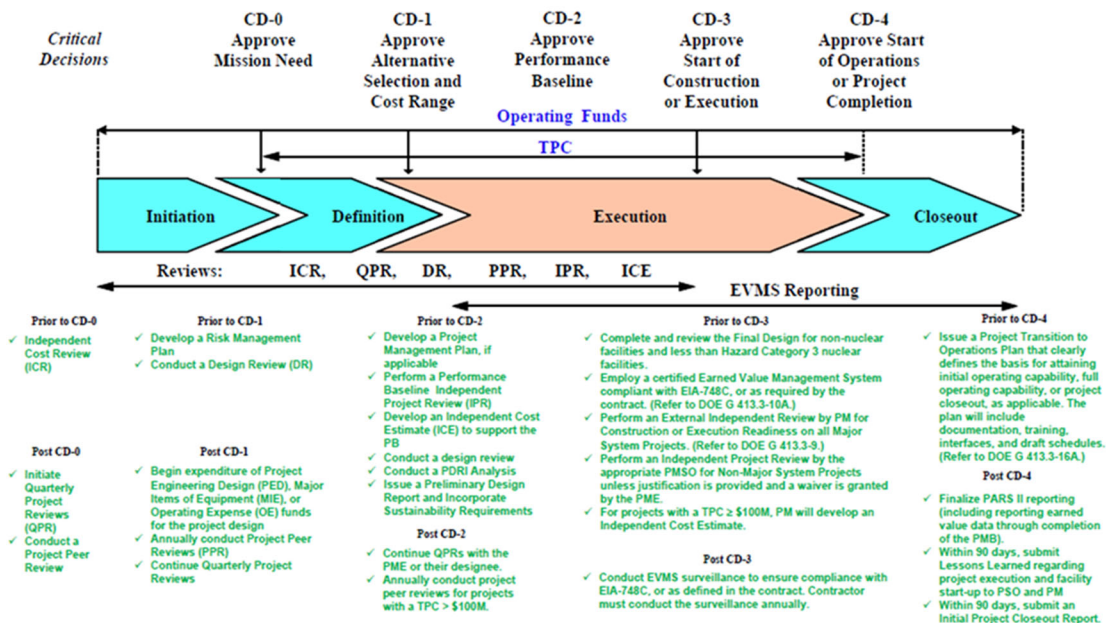 Critical
Decisions
CD-0
Approve
Mission Need
CD-1
Approve
Alternative
Selection and
Cost Range
CD-2
Approve
Performance
Baseline
CD-3
Approve
Start of
Construction
or Execution
CD-4
Approve Start
of Operations
or Project
Completion
Operating Funds
TPC
Initiation
Definition
Execution
Closeout
Reviews: ICR, QPR, DR, PPR, IPR, ICE
EVMS Reporting
Prior to CD-0
✓ Independent
Cost Review
(ICR)
Post CD-0
✓ Initiate
Quarterly
Project
Reviews
(QPR)
✓ Conduct a
Project Peer
Review
Prior to CD-1
✓ Develop a Risk Management
Plan
✓ Conduct a Design Review (DR)
Post CD-1
✓ Begin expenditure of Project
Engineering Design (PED), Major
Items of Equipment (MIE), or
Operating Expense (OE) funds
for the project design
✓ Annually conduct Project Peer
Reviews (PPR)
✓ Continue Quarterly Project
Reviews
Prior to CD-2
✓ Develop a Project
Management Plan, if
applicable
✓ Perform a Performance
Baseline Independent
Project Review (IPR)
✓ Develop an Independent Cost
Estimate (ICE) to support the
PB
✓ Conduct a design review
✓ Conduct a PDRI Analysis
✓ Issue a Preliminary Design
Report and Incorporate
Sustainability Requirements
Post CD-2
✓ Continue QPRs with the
PME or their designee.
✓ Annually conduct project
peer reviews for projects
with a TPC > $100M.
Prior to CD-3
✓ Complete and review the Final Design for non-nuclear
facilities and less than Hazard Category 3 nuclear
facilities.
✓ Employ a certified Earned Value Management System
compliant with EIA-748C, or as required by the
contract. (Refer to DOE G 413.3-10A.)
✓ Perform an External Independent Review by PM for
Construction or Execution Readiness on all Major
System Projects. (Refer to DOE G 413.3-9.)
✓ Perform an Independent Project Review by the
appropriate PMSO for Non-Major System Projects
unless justification is provided and a waiver is granted
by the PME.
✓ For projects with a TPC ≥ $100M, PM will develop an
Independent Cost Estimate.
Post CD-3
✓ Conduct EVMS surveillance to ensure compliance with
EIA-748C, or as defined in the contract. Contractor
must conduct the surveillance annually.
Prior to CD-4
✓ Issue a Project Transition to
Operations Plan that clearly
defines the basis for attaining
initial operating capability, full
operating capability, or project
closeout, as applicable. The
plan will include
documentation, training,
interfaces, and draft schedules.
(Refer to DOE G 413.3-16A.)
Post CD-4
✓ Finalize PARS II reporting
(including reporting earned
value data through completion
of the PMB).
✓ Within 90 days, submit
Lessons Learned regarding
project execution and facility
start-up to PSO and PM
✓ Within 90 days, submit an
Initial Project Closeout Report.